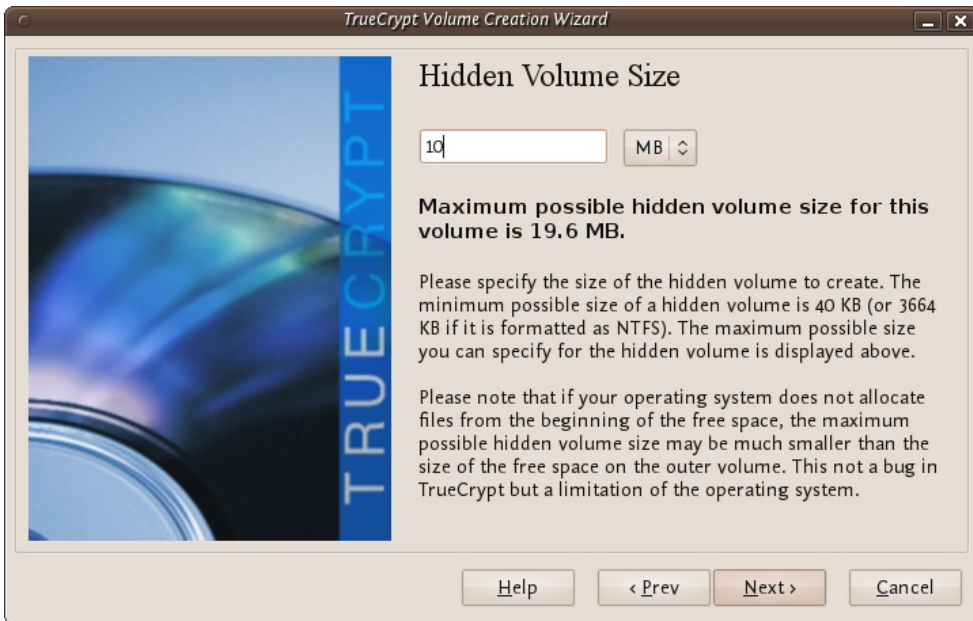 TrueCrypt Volume Creation Wizard
TRUECRYPT
Hidden Volume Size
10
MB
Maximum possible hidden volume size for this
volume is 19.6 MB.
Please specify the size of the hidden volume to create. The
minimum possible size of a hidden volume is 40 KB (or 3664
KB if it is formatted as NTFS). The maximum possible size
you can specify for the hidden volume is displayed above.
Please note that if your operating system does not allocate
files from the beginning of the free space, the maximum
possible hidden volume size may be much smaller than the
size of the free space on the outer volume. This not a bug in
TrueCrypt but a limitation of the operating system.
Help
< Prev
Next >
Cancel